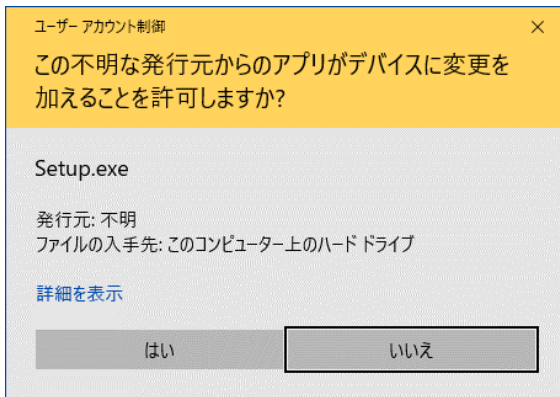 ユーザー アカウント制御
この不明な発行元からのアプリがデバイスに変更を
加えることを許可しますか?
Setup.exe
発行元: 不明
ファイルの入手先: このコンピューター上のハード ドライブ
詳細を表示
はい
いいえ